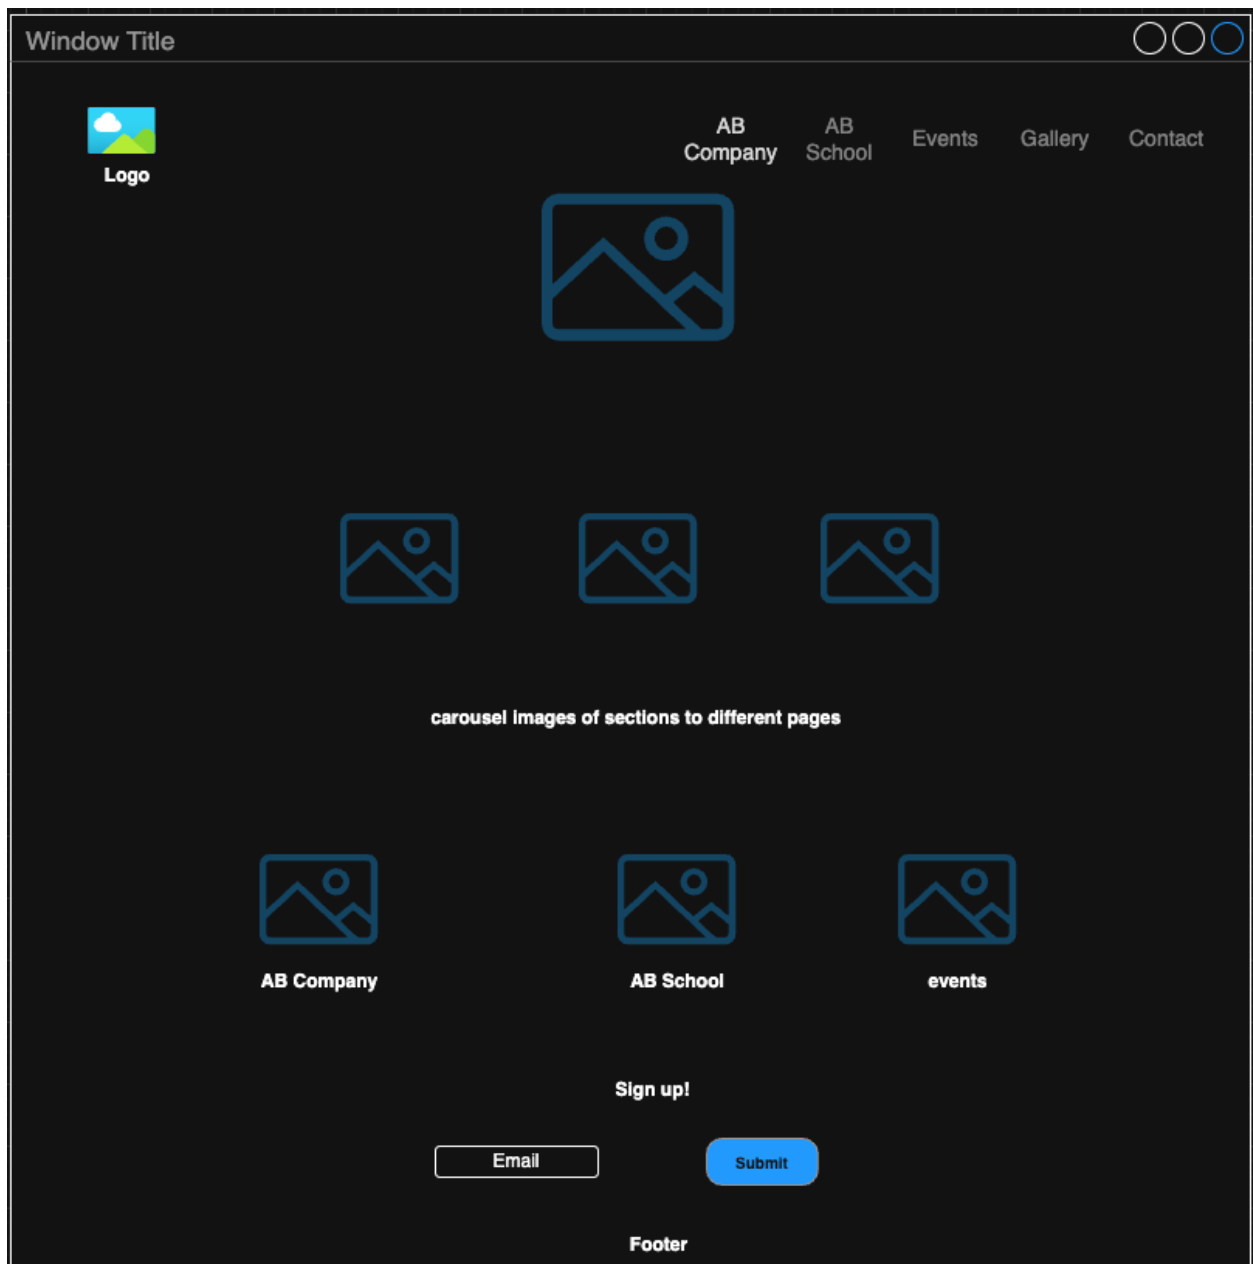 Window Title
AB
Company
AB
School
Events
Gallery
Contact
Logo
carousel images of sections to different pages
AB Company
AB School
events
Sign up!
Email
Submit
Footer